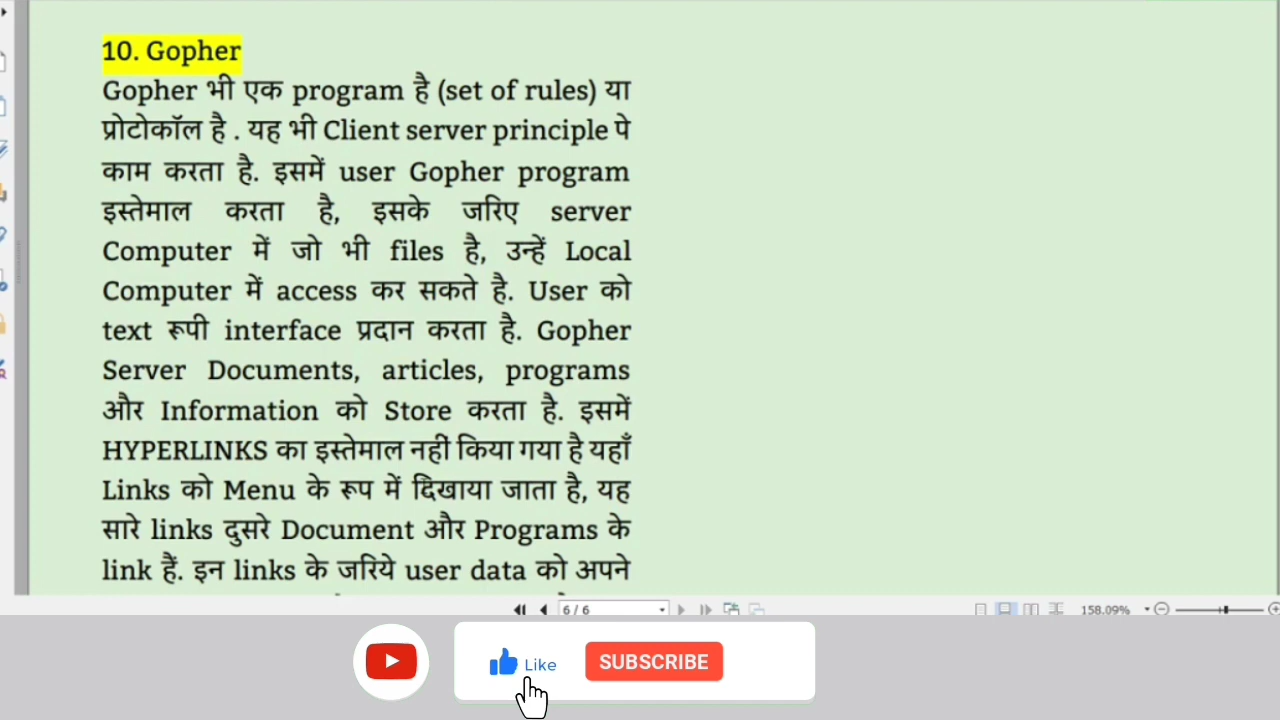 10. Gopher
Gopher भी एक program है (set of rules) या
प्रोटोकॉल है . यह भी Client server principle पे
काम करता है. इसमें user Gopher program
इस्तेमाल करता है, इसके जरिए server
Computer में जो भी files है, उन्हें Local
Computer में access कर सकते है. User को
text रूपी interface प्रदान करता है. Gopher
Server Documents, articles, programs
और Information को Store करता है. इसमें
HYPERLINKS का इस्तेमाल नहीं किया गया है यहाँ
Links को Menu के रूप में दिखाया जाता है, यह
सारे links दुसरे Document और Programs के
link हैं. इन links के जरिये user data को अपने
6 / 6
158.09%
Like
SUBSCRIBE